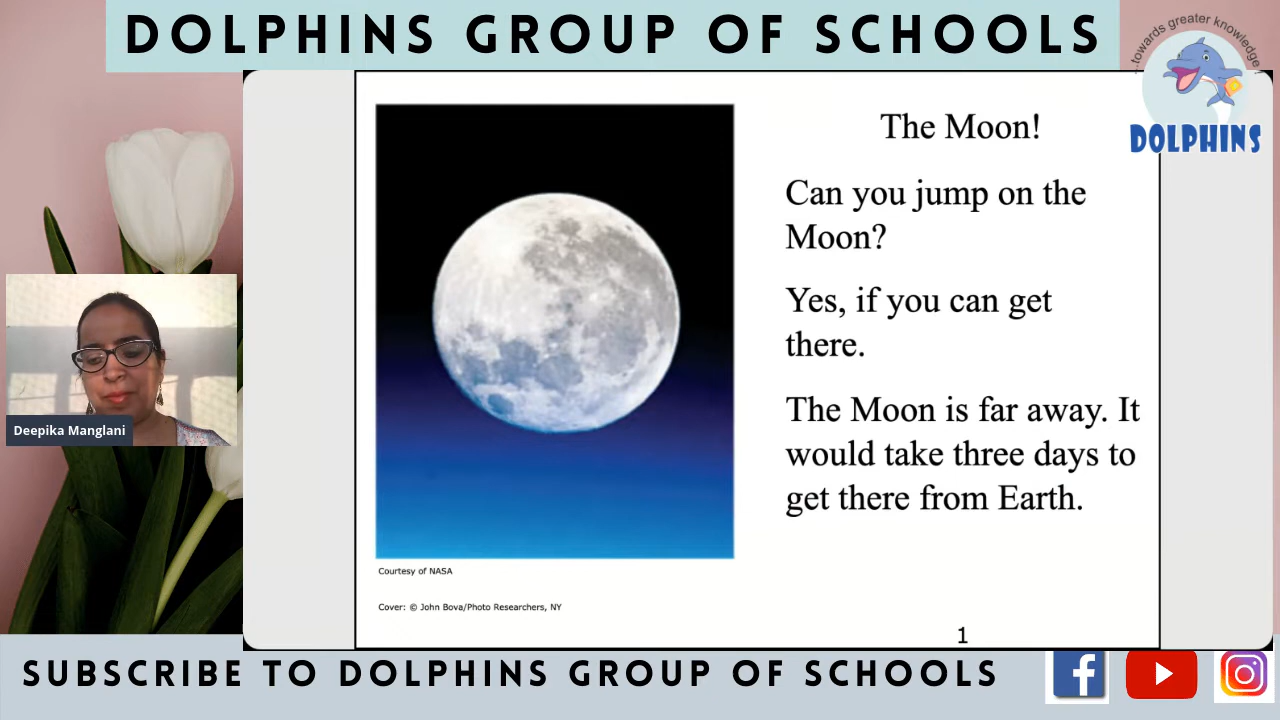 DOLPHINS GROUP OF SCHOOLS
...towards greater knowledge
DOLPHINS
The Moon!
Can you jump on the
Moon?
Yes, if you can get
there.
The Moon is far away. It
would take three days to
get there from Earth.
Deepika Manglani
Courtesy of NASA
Cover: © John Bova/Photo Researchers, NY
1
SUBSCRIBE TO DOLPHINS GROUP OF SCHOOLS